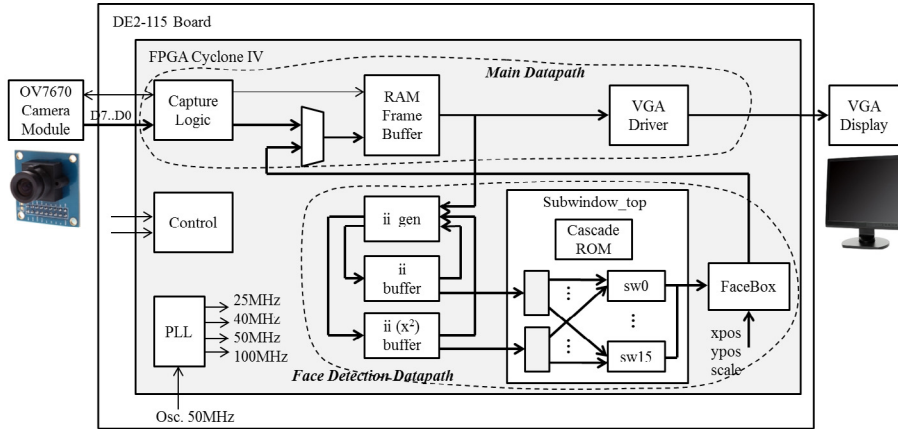 DE2-115 Board
FPGA Cyclone IV
Main Datapath
OV7670
Camera
Module
D7..D0
Capture
Logic
RAM
Frame
Buffer
VGA
Driver
VGA
Display
Control
ii gen
ii
buffer
ii (x²)
buffer
Subwindow_top
Cascade
ROM
sw0
...
sw15
FaceBox
xpos
ypos
scale
PLL
25MHz
40MHz
50MHz
100MHz
Face Detection Datapath
Osc. 50MHz